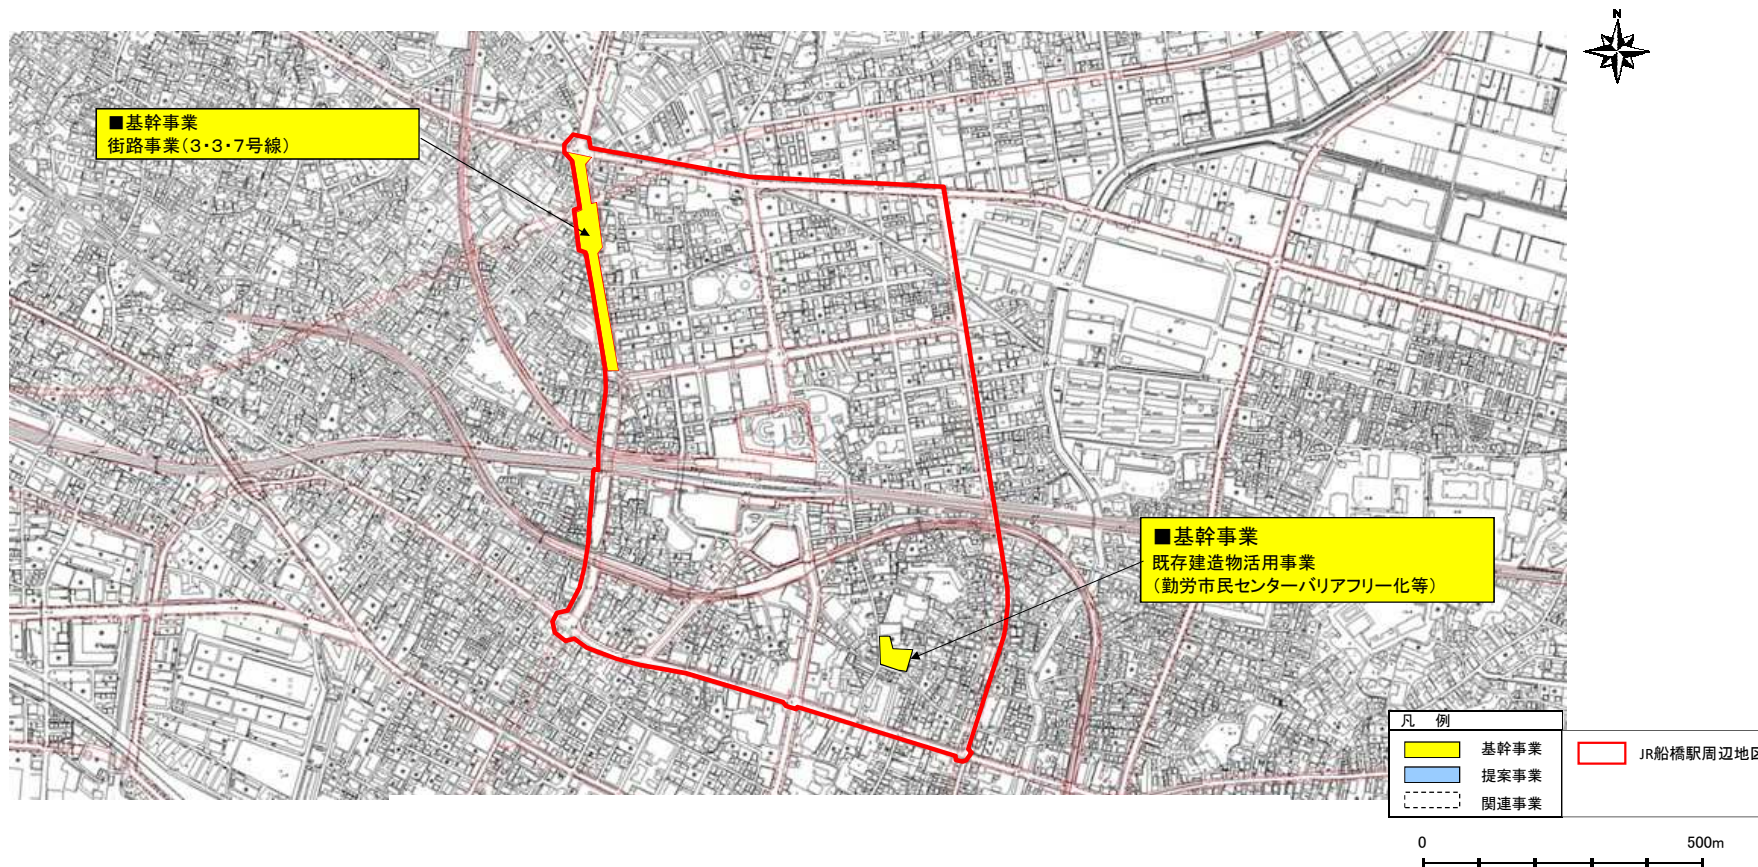 N
■基幹事業
街路事業(3・3・7号線)
■基幹事業
既存建造物活用事業
(勤労市民センターバリアフリー化等)
凡 例
基幹事業
提案事業
関連事業
JR船橋駅周辺地区
0 500m